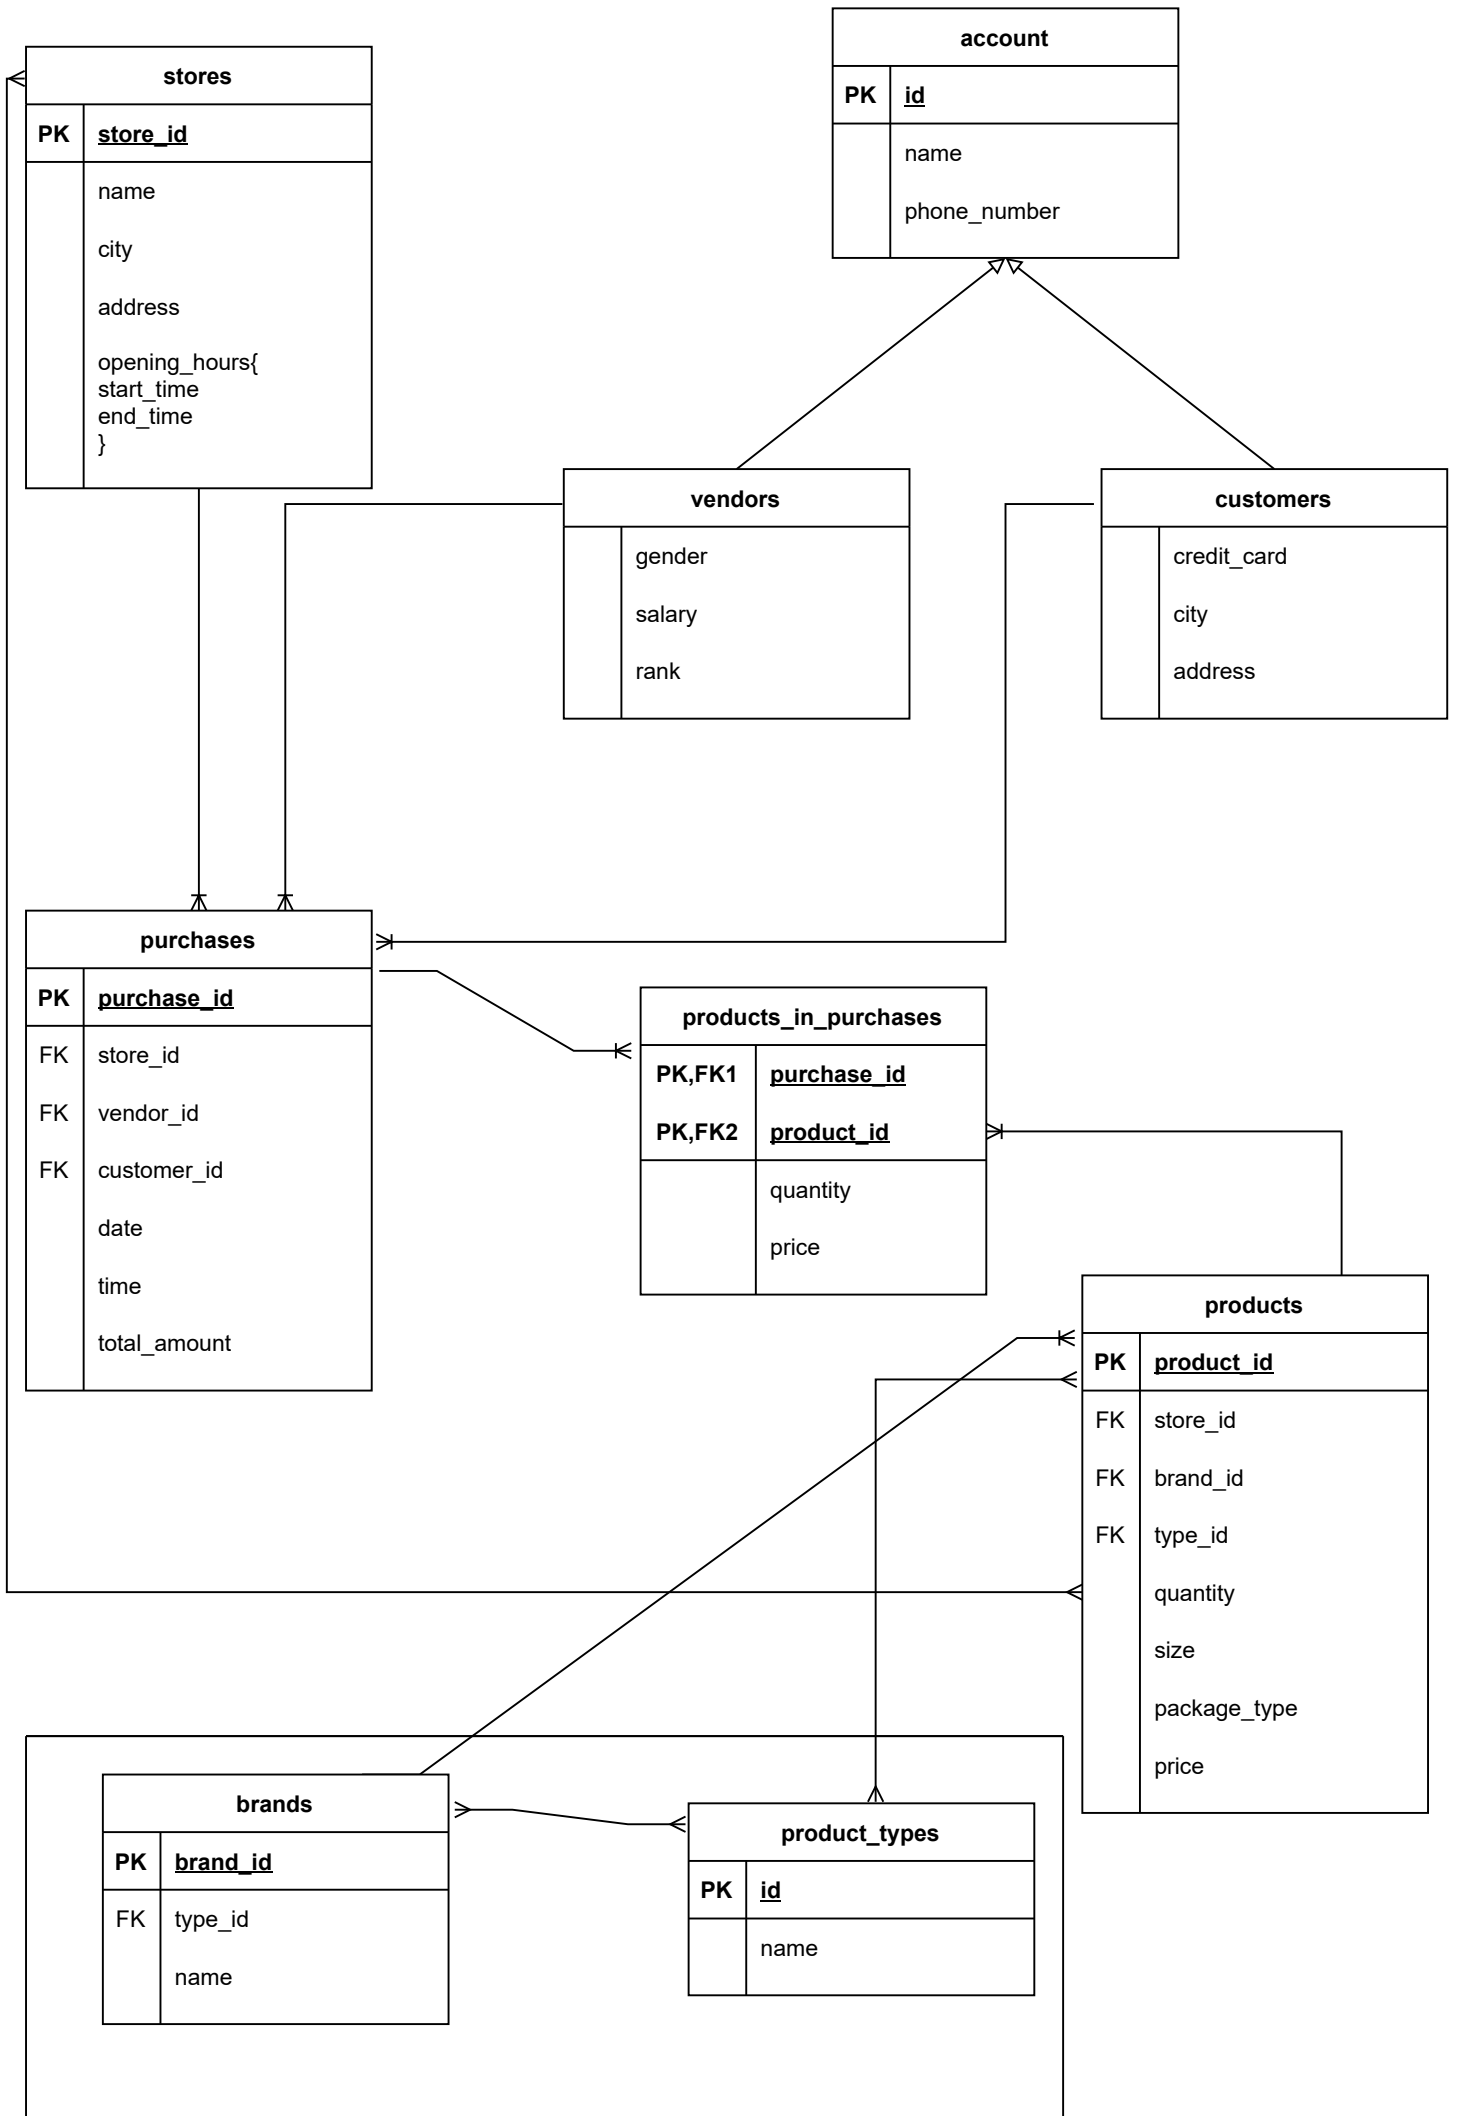 account
PK id
name
phone_number
stores
PK store_id
name
city
address
opening_hours{
start_time
end_time
}
vendors
gender
salary
rank
customers
credit_card
city
address
purchases
PK purchase_id
FK store_id
FK vendor_id
FK customer_id
date
time
total_amount
products_in_purchases
PK,FK1 purchase_id
PK,FK2 product_id
quantity
price
products
PK product_id
FK store_id
FK brand_id
FK type_id
quantity
size
package_type
price
brands
PK brand_id
FK type_id
name
product_types
PK id
name